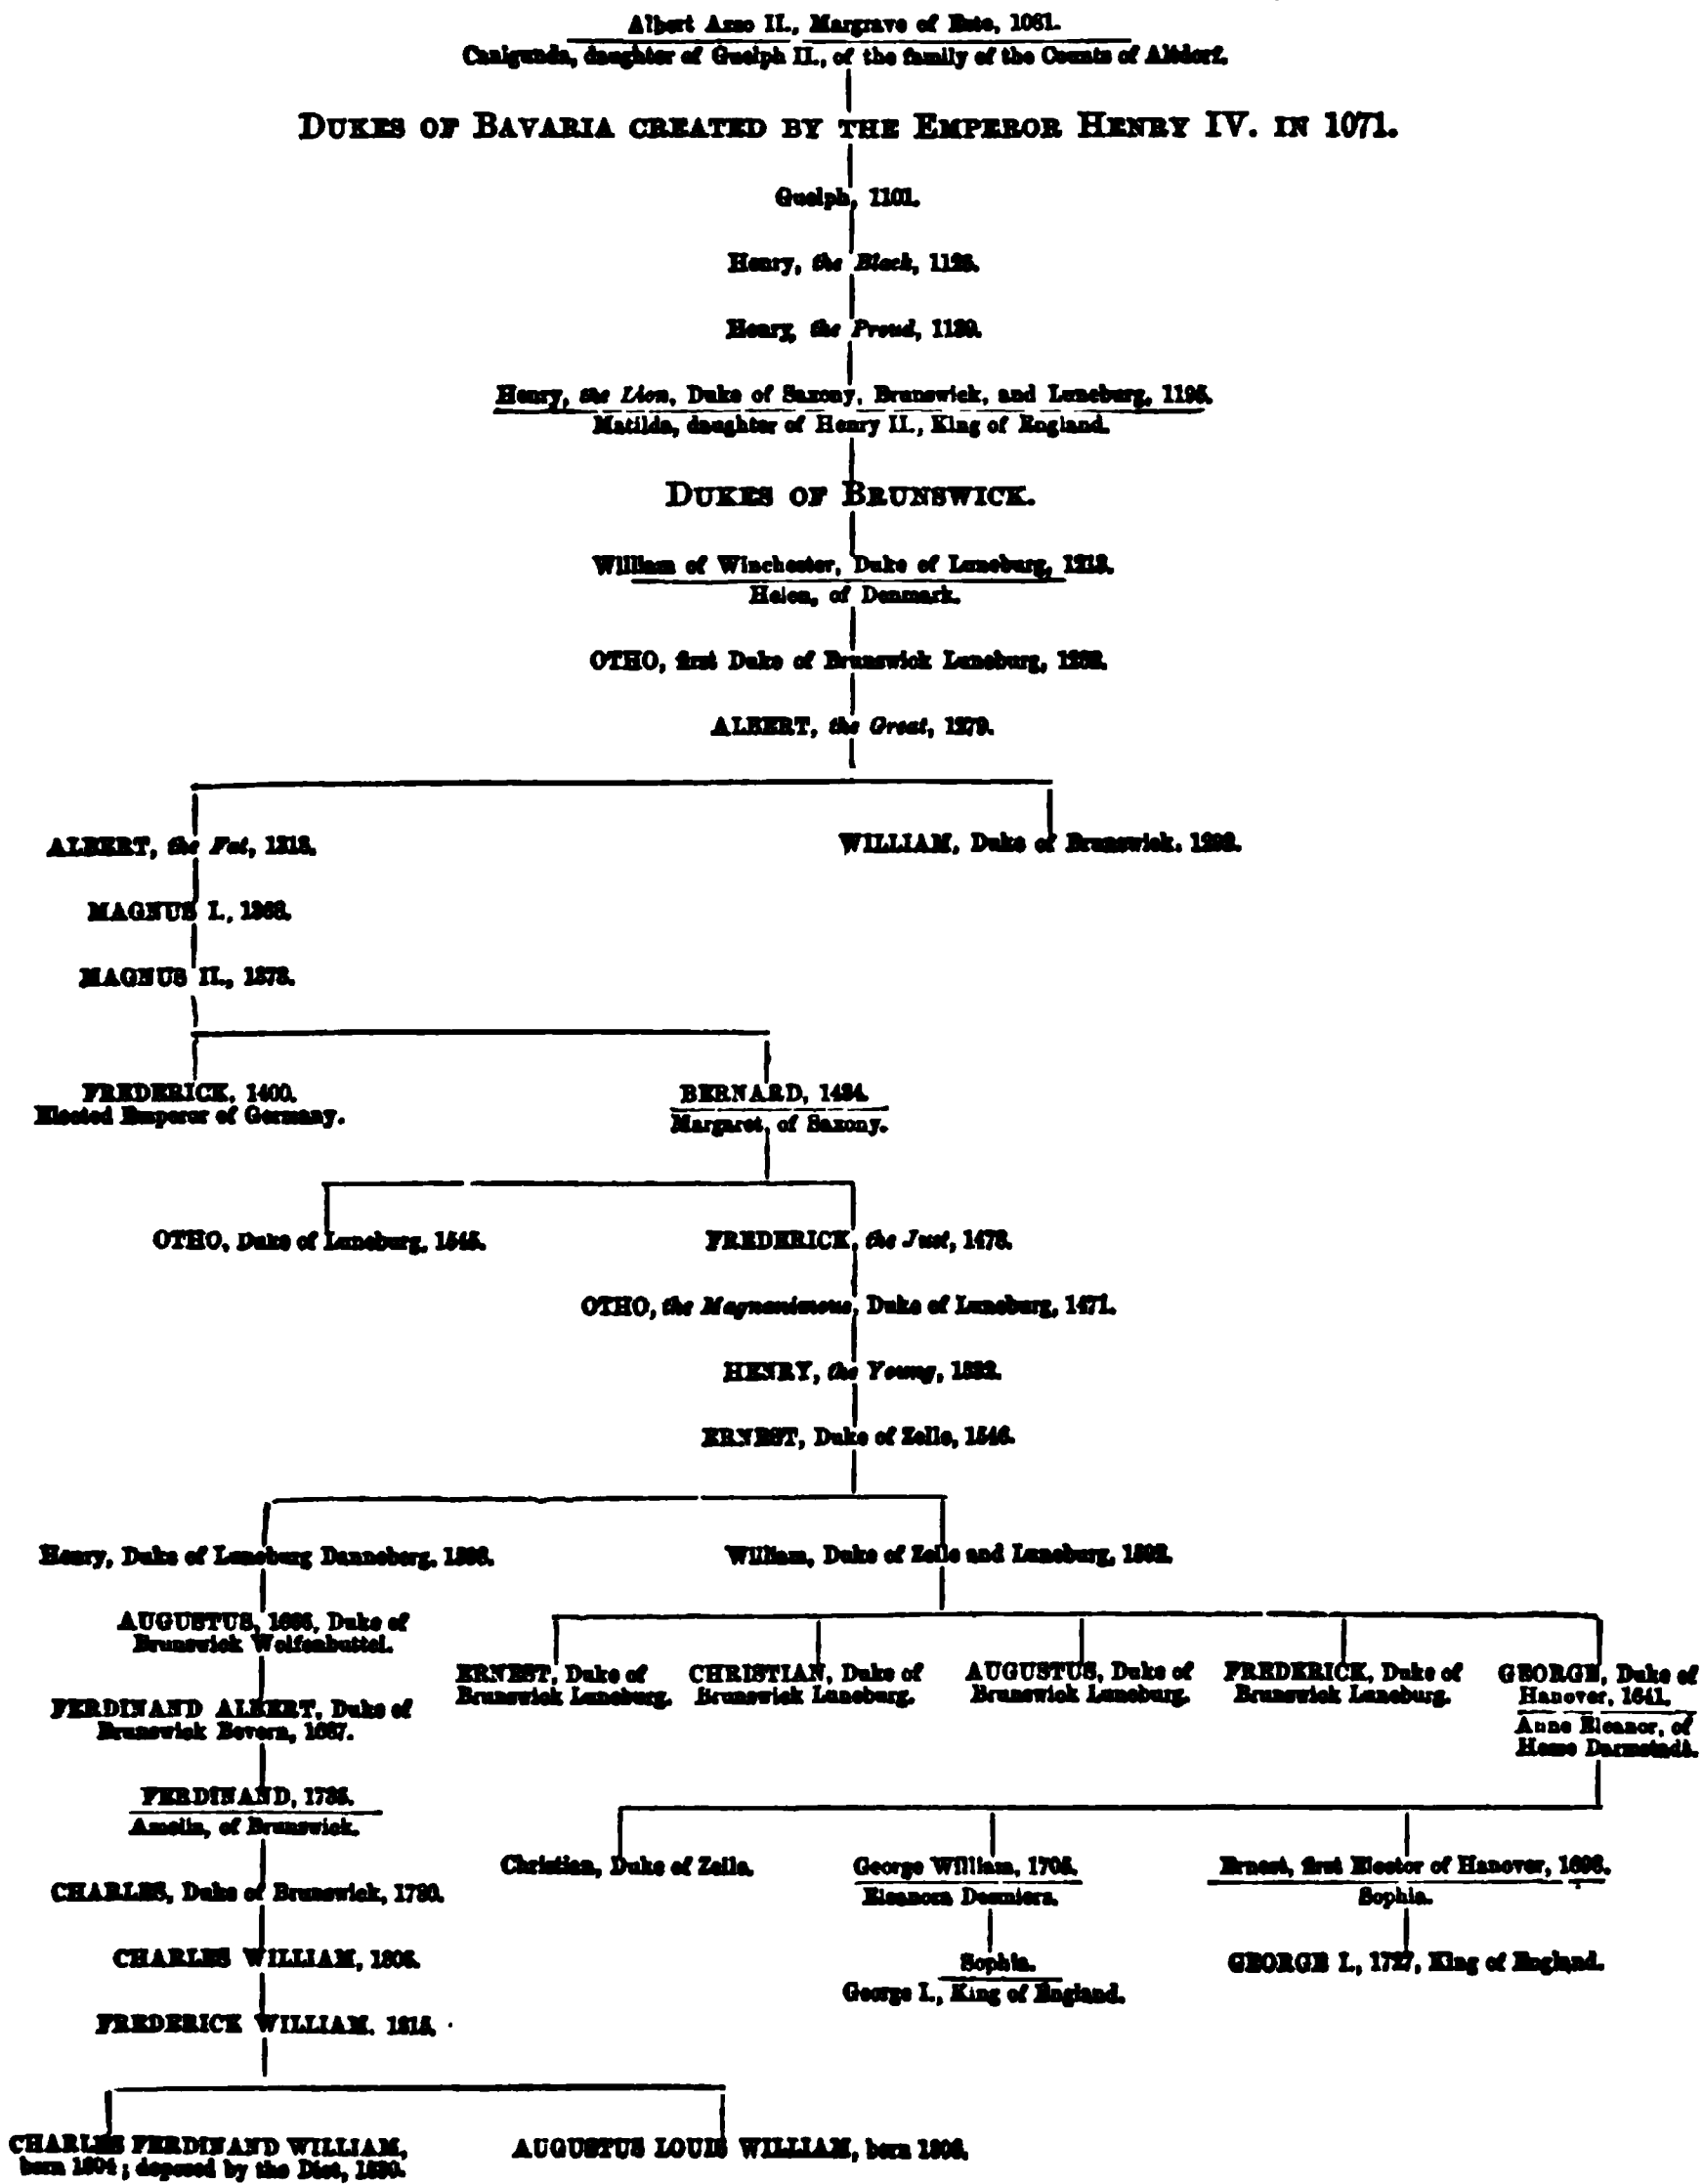 Albert Azzo II., Margrave of Este, 1061.
Cunigunda, daughter of Guelph II., of the family of the Counts of Altdorf.
DUKES OF BAVARIA CREATED BY THE EMPEROR HENRY IV. IN 1071.
Guelph, 1101.
Henry, the Black, 1126.
Henry, the Proud, 1139.
Henry, the Lion, Duke of Saxony, Brunswick, and Luneburg, 1195.
Matilda, daughter of Henry II., King of England.
DUKES OF BRUNSWICK.
William of Winchester, Duke of Luneburg, 1213.
Helen, of Denmark.
OTHO, first Duke of Brunswick Luneburg, 1252.
ALBERT, the Great, 1279.
ALBERT, the Fat, 1318.
WILLIAM, Duke of Brunswick. 1292.
MAGNUS I., 1368.
MAGNUS II., 1373.
FREDERICK, 1400.
Elected Emperor of Germany.
BERNARD, 1434.
Margaret, of Saxony.
OTHO, Duke of Luneburg, 1545.
FREDERICK, the Just, 1478.
OTHO, the Magnanimous, Duke of Luneburg, 1471.
HENRY, the Young, 1532.
ERNEST, Duke of Zelle, 1546.
Henry, Duke of Luneburg Danneberg, 1598.
William, Duke of Zelle and Luneburg, 1592.
AUGUSTUS, 1666, Duke of
Brunswick Wolfenbuttel.
ERNEST, Duke of
Brunswick Luneburg.
CHRISTIAN, Duke of
Brunswick Luneburg.
AUGUSTUS, Duke of
Brunswick Luneburg.
FREDERICK, Duke of
Brunswick Luneburg.
GEORGE, Duke of
Hanover, 1641.
Anne Eleanor, of
Hesse Darmstadt.
FERDINAND ALBERT, Duke of
Brunswick Bevern, 1687.
FERDINAND, 1735.
Amelia, of Brunswick.
Christian, Duke of Zelle.
George William, 1705.
Eleanora Desmiers.
Ernest, first Elector of Hanover, 1698.
Sophia.
CHARLES, Duke of Brunswick, 1780.
CHARLES WILLIAM, 1806.
Sophia.
George I., King of England.
GEORGE I., 1727, King of England.
FREDERICK WILLIAM. 1815.
CHARLES FERDINAND WILLIAM,
born 1804; deposed by the Diet, 1830.
AUGUSTUS LOUIS WILLIAM, born 1806.